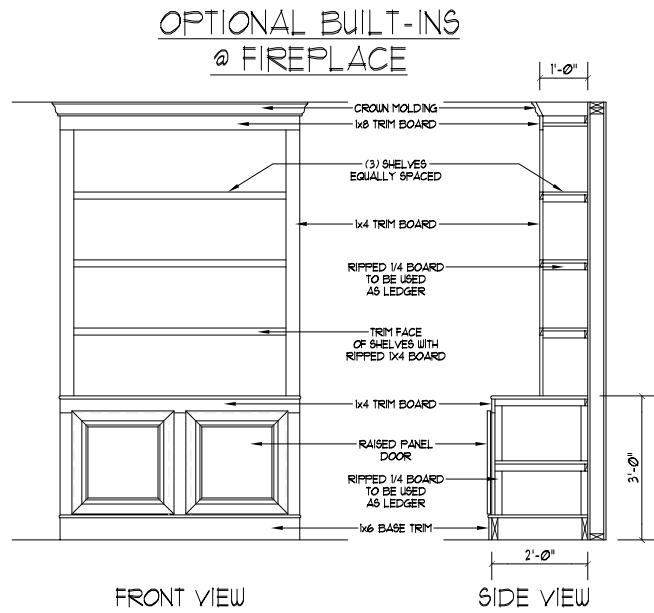 OPTIONAL BUILT-INS
@ FIREPLACE
1'-0"
CROWN MOLDING
1x8 TRIM BOARD
(3) SHELVES
EQUALLY SPACED
1x4 TRIM BOARD
RIPPED 1/4 BOARD
TO BE USED
AS LEDGER
TRIM FACE
OF SHELVES WITH
RIPPED 1X4 BOARD
1x4 TRIM BOARD
RAISED PANEL
DOOR
3'-0"
RIPPED 1/4 BOARD
TO BE USED
AS LEDGER
1x6 BASE TRIM
2'-0"
FRONT VIEW
SIDE VIEW